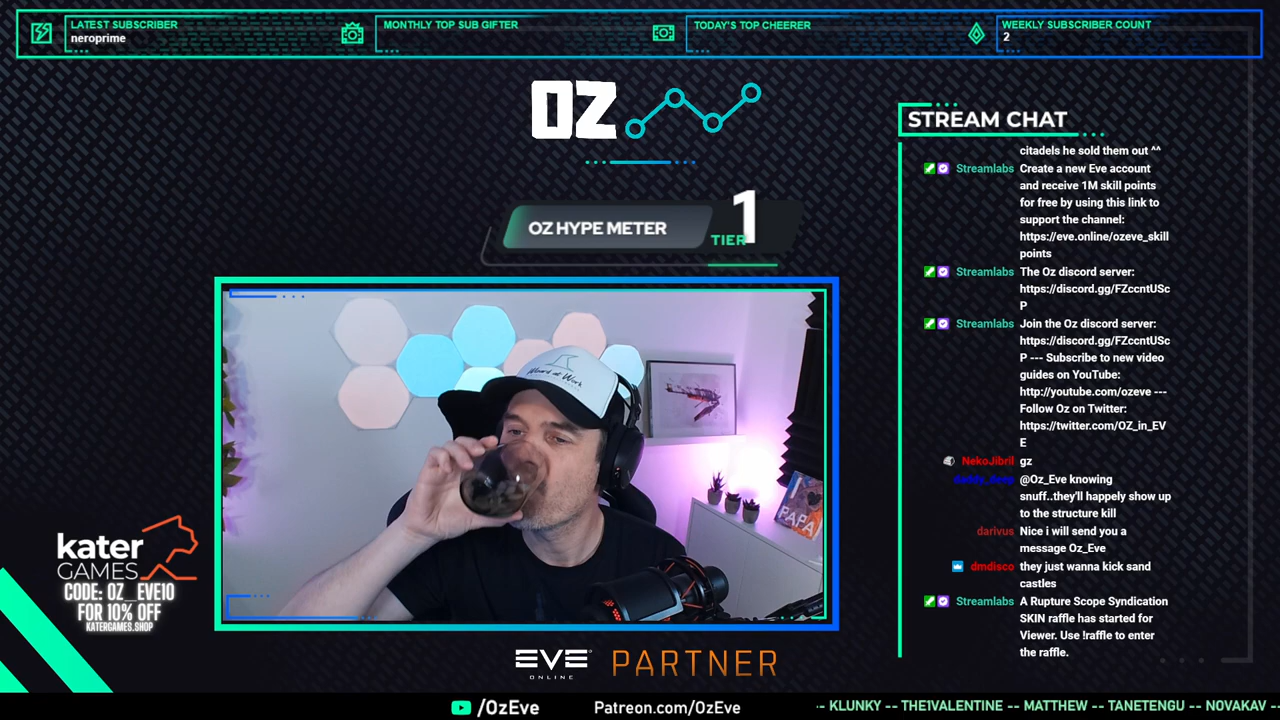 LATEST SUBSCRIBER
neroprime
MONTHLY TOP SUB GIFTER
TODAY'S TOP CHEERER
WEEKLY SUBSCRIBER COUNT
2
OZ
OZ HYPE METER
TIER 1
Wizard at Work
PAPA
kater
GAMES
CODE: OZ_EVE10
FOR 10% OFF
KATERGAMES.SHOP
EVE
ONLINE
PARTNER
STREAM CHAT
citadels he sold them out ^^
Streamlabs Create a new Eve account
and receive 1M skill points
for free by using this link to
support the channel:
https://eve.online/ozeve_skill
points
Streamlabs The Oz discord server:
https://discord.gg/FZccntUSc
P
Streamlabs Join the Oz discord server:
https://discord.gg/FZccntUSc
P --- Subscribe to new video
guides on YouTube:
http://youtube.com/ozeve ---
Follow Oz on Twitter:
https://twitter.com/OZ_in_EV
E
NekoJibril gz
@Oz_Eve knowing
snuff..they'll happely show up
to the structure kill
darivus Nice i will send you a
message Oz_Eve
dmdisco they just wanna kick sand
castles
Streamlabs A Rupture Scope Syndication
SKIN raffle has started for
Viewer. Use !raffle to enter
the raffle.
/OzEve
Patreon.com/OzEve
-- KLUNKY -- THE1VALENTINE -- MATTHEW -- TANETENGU -- NOVAKAV --